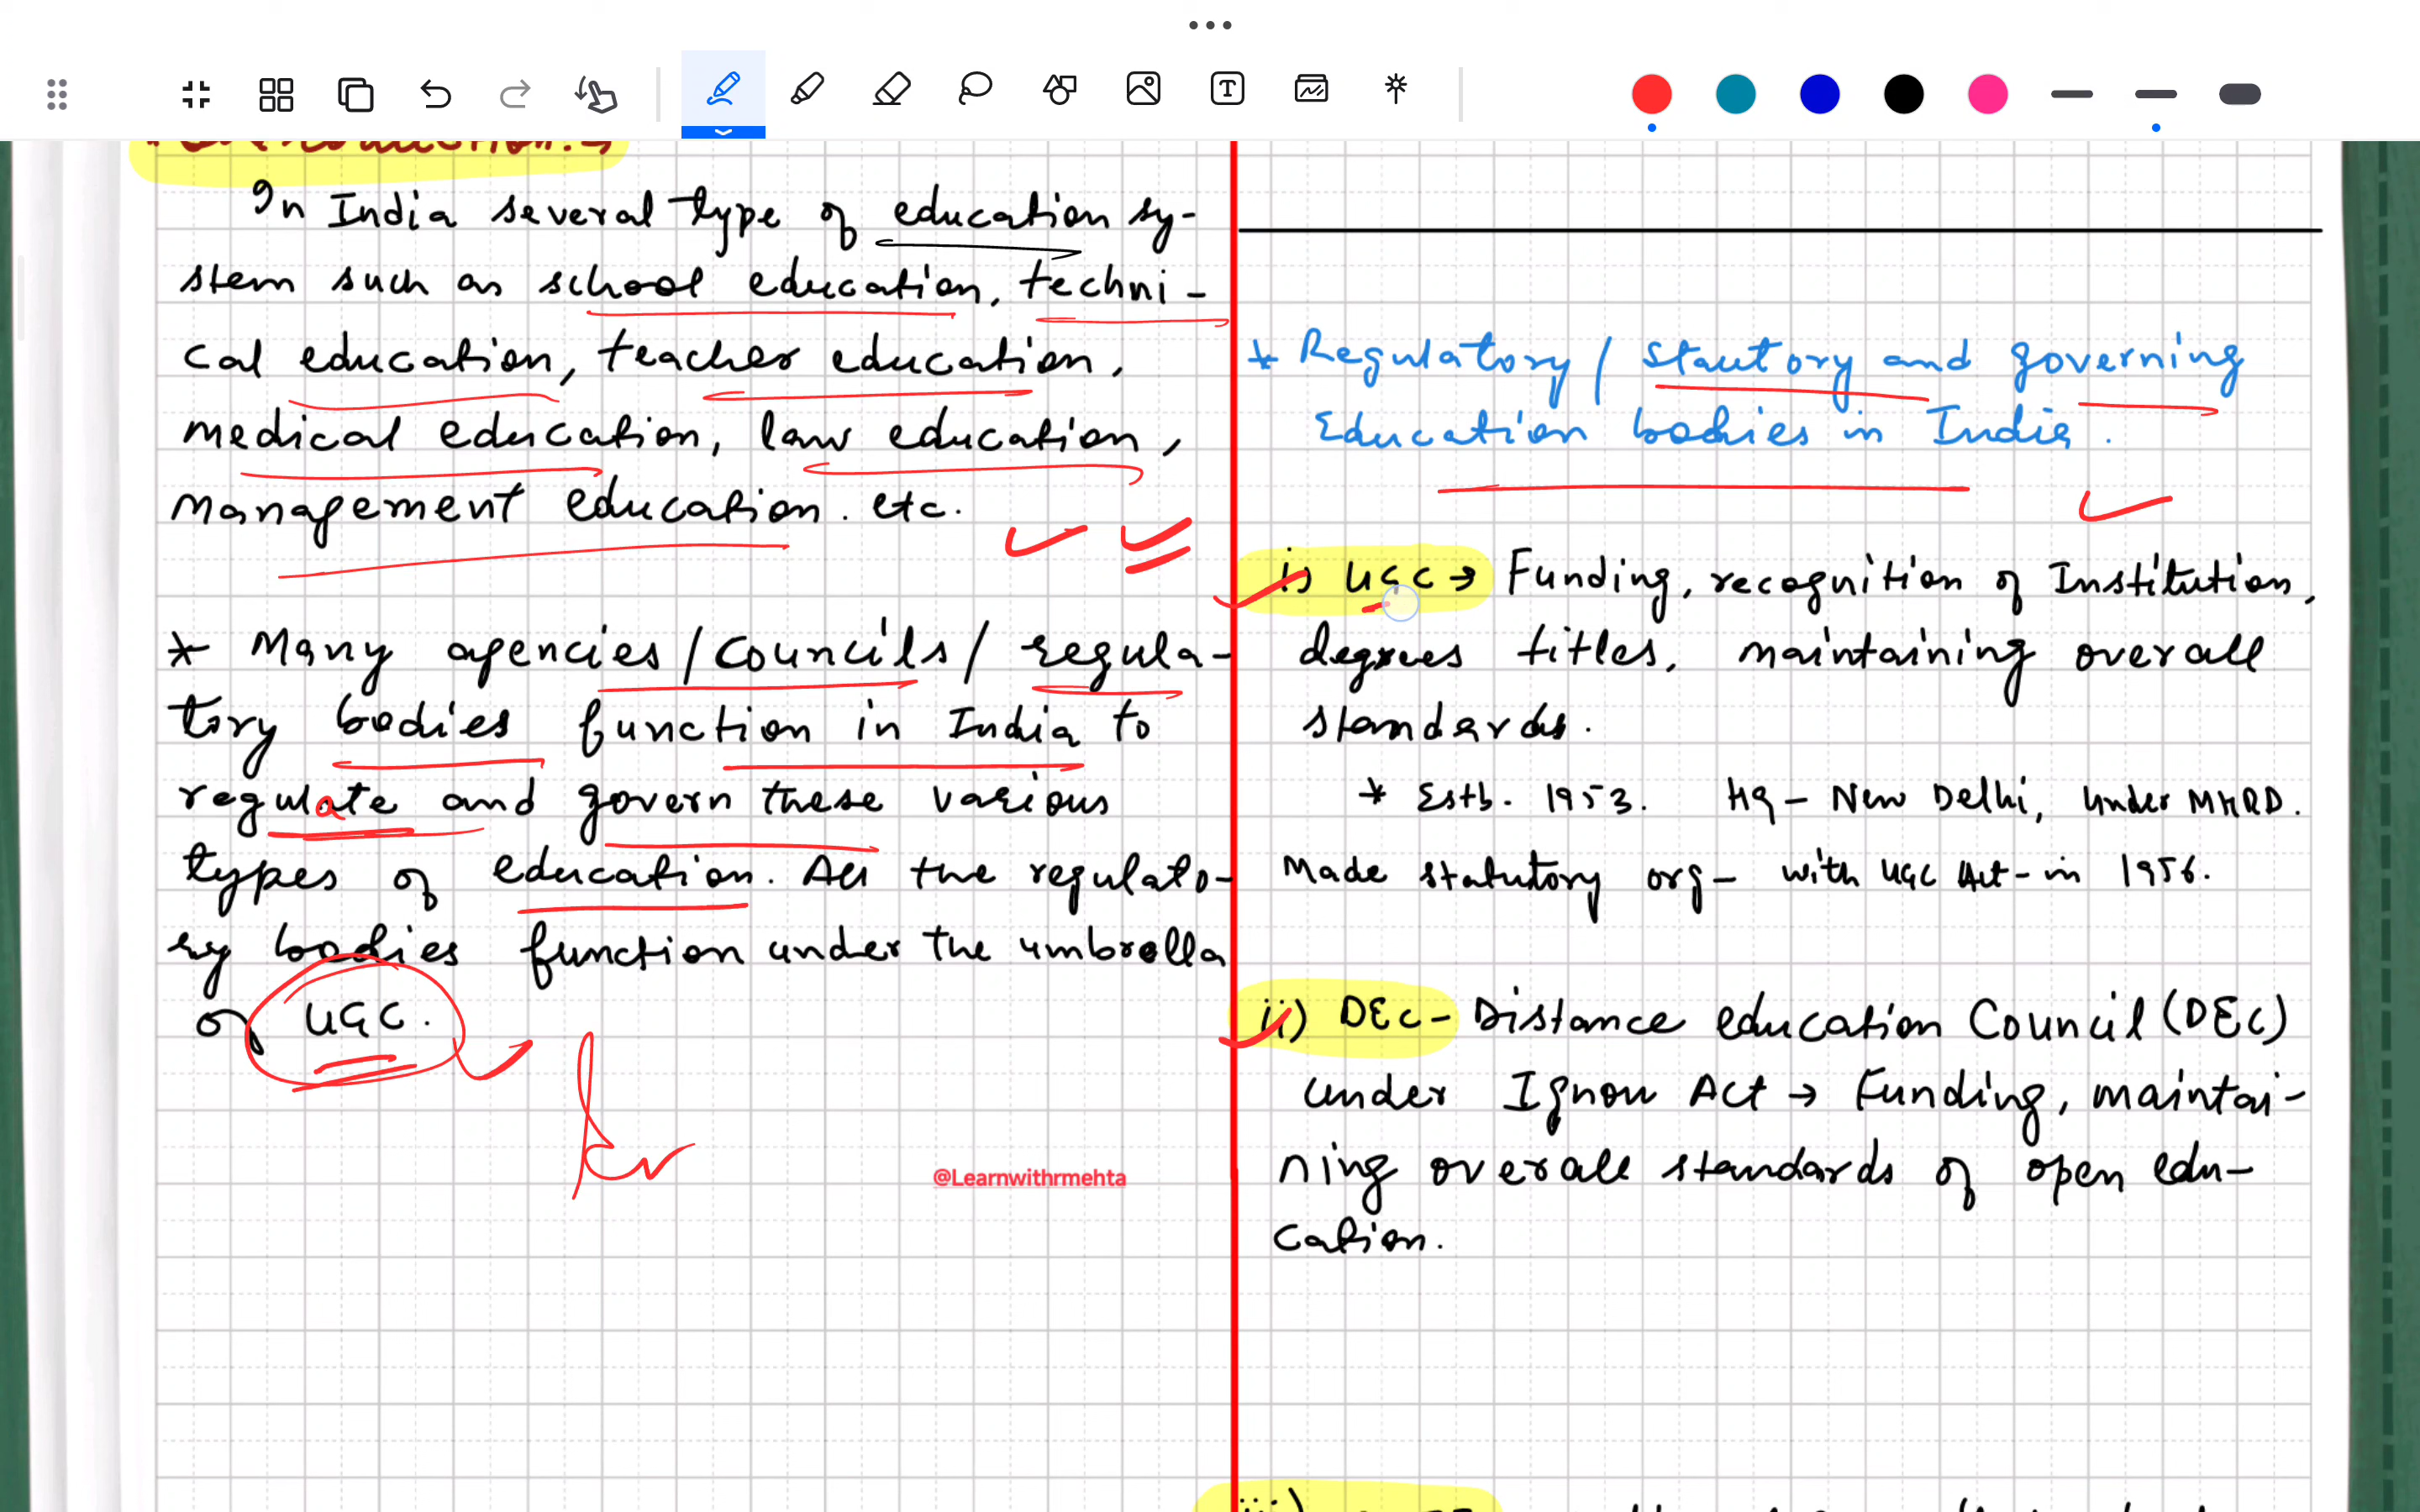 In India several type of education sy-
stem such as school education, techni-
cal education, teacher education,
medical education, law education,
management education. etc.
* Many agencies / Councils / regula-
tory bodies function in India to
regulate and govern these various
types of education. All the regulato-
ry bodies function under the umbrella
of UGC.
@Learnwithrmehta
* Regulatory / stautory and governing
Education bodies in India.
i) UGC → Funding, recognition of Institution,
degrees titles, maintaining overall
standards.
* Estb. 1953. HQ - New Delhi, Under MHRD.
Made statutory org - with UGC Act - in 1956.
ii) DEC - Distance education Council (DEC)
under Ignou Act → Funding, maintai-
ning overall standards of open edu-
cation.
iii)